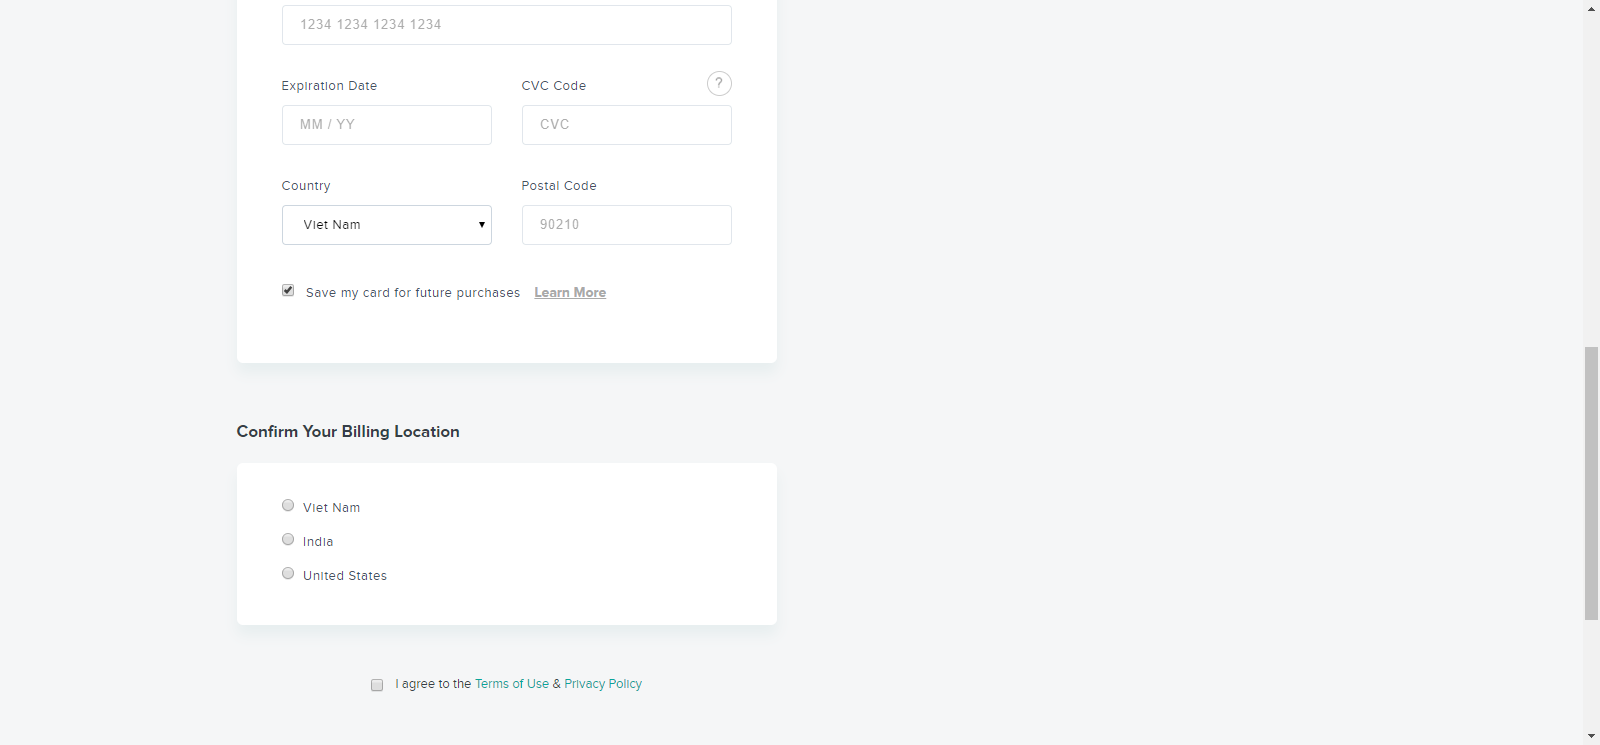 1234 1234 1234 1234
Expiration Date CVC Code ?
MM / YY CVC
Country Postal Code
Viet Nam 90210
Save my card for future purchases Learn More
Confirm Your Billing Location
Viet Nam
India
United States
I agree to the Terms of Use & Privacy Policy